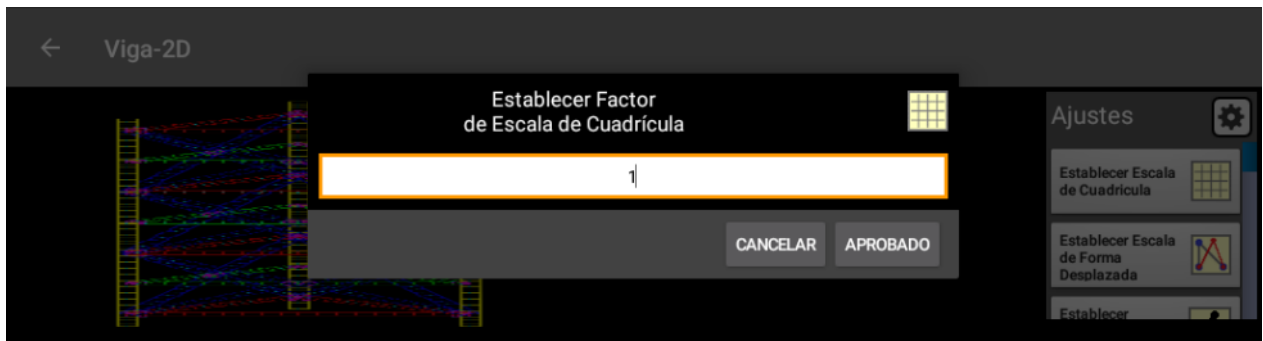 Viga-2D
Establecer Factor
de Escala de Cuadrícula
1
CANCELAR
APROBADO
Ajustes
Establecer Escala
de Cuadricula
Establecer Escala
de Forma
Desplazada
Establecer